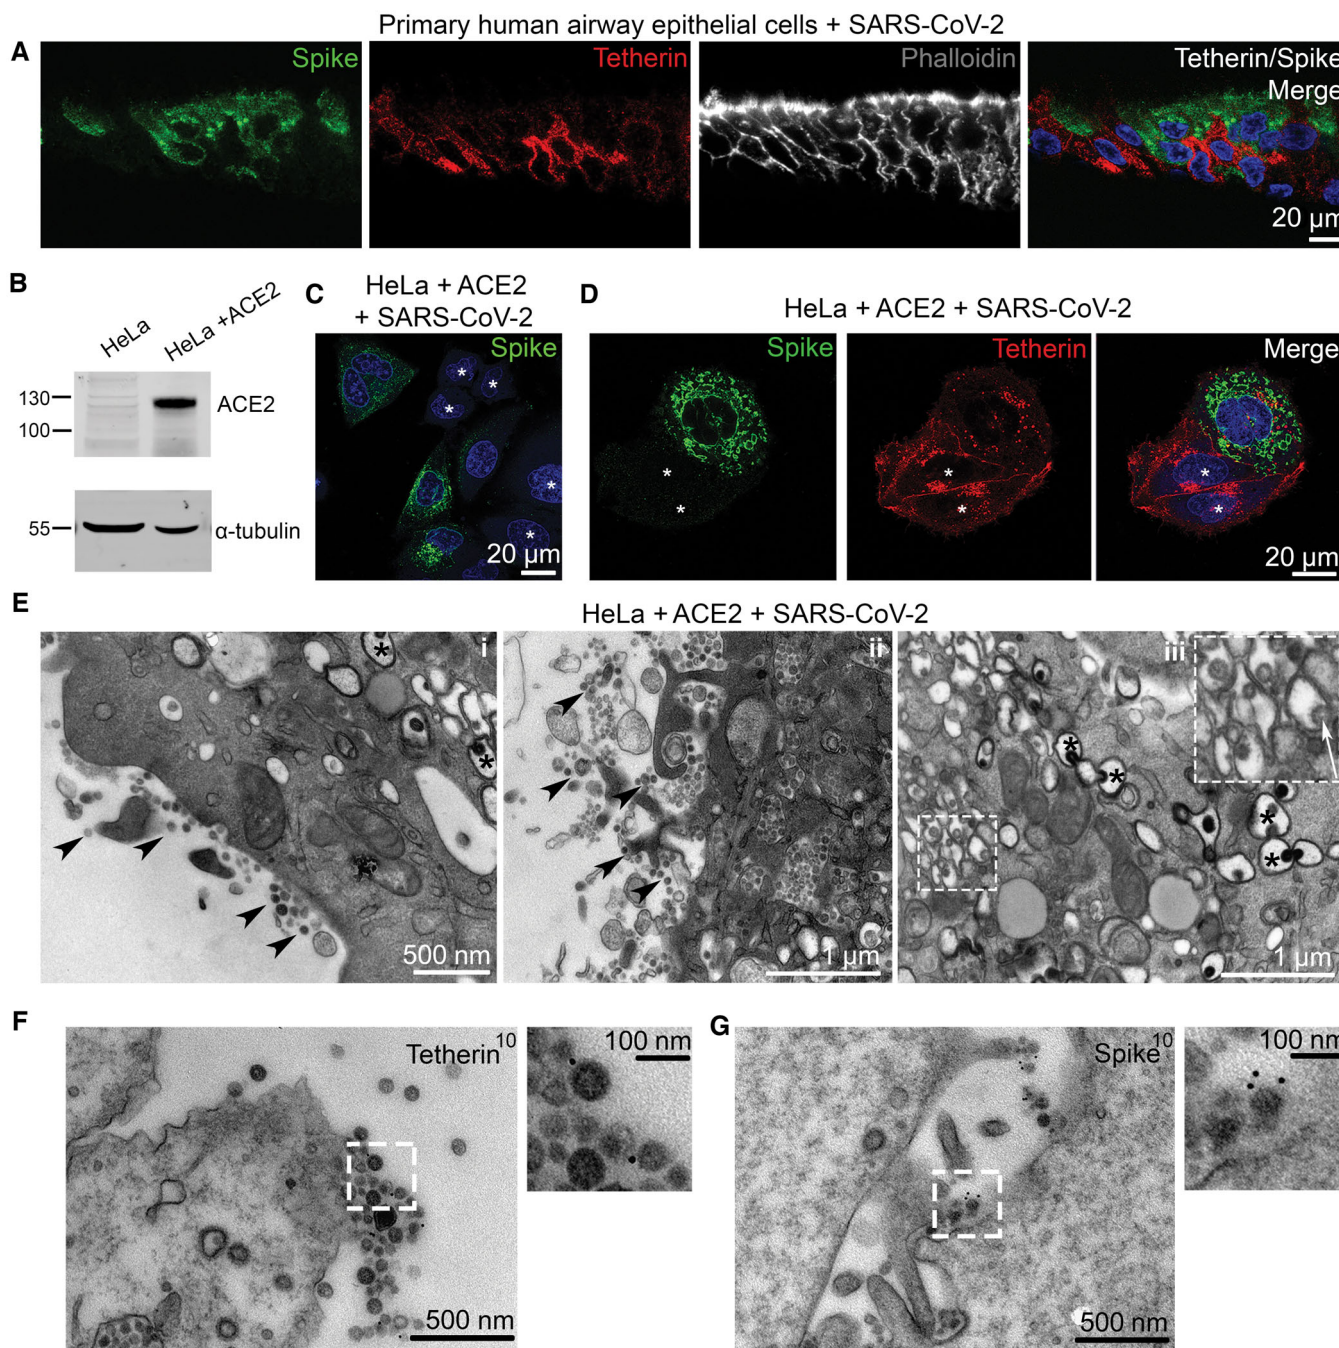 Primary human airway epithelial cells + SARS-CoV-2
A
Spike
Tetherin
Phalloidin
Tetherin/Spike
Merge
20 µm
B
HeLa
HeLa +ACE2
130
100
ACE2
55
α-tubulin
C
HeLa + ACE2
+ SARS-CoV-2
Spike
*
*
*
*
*
20 µm
D
HeLa + ACE2 + SARS-CoV-2
Spike
Tetherin
Merge
*
*
*
*
*
*
20 µm
E
HeLa + ACE2 + SARS-CoV-2
i
*
*
500 nm
ii
1 µm
iii
*
*
*
*
1 µm
F
Tetherin10
500 nm
100 nm
G
Spike10
500 nm
100 nm